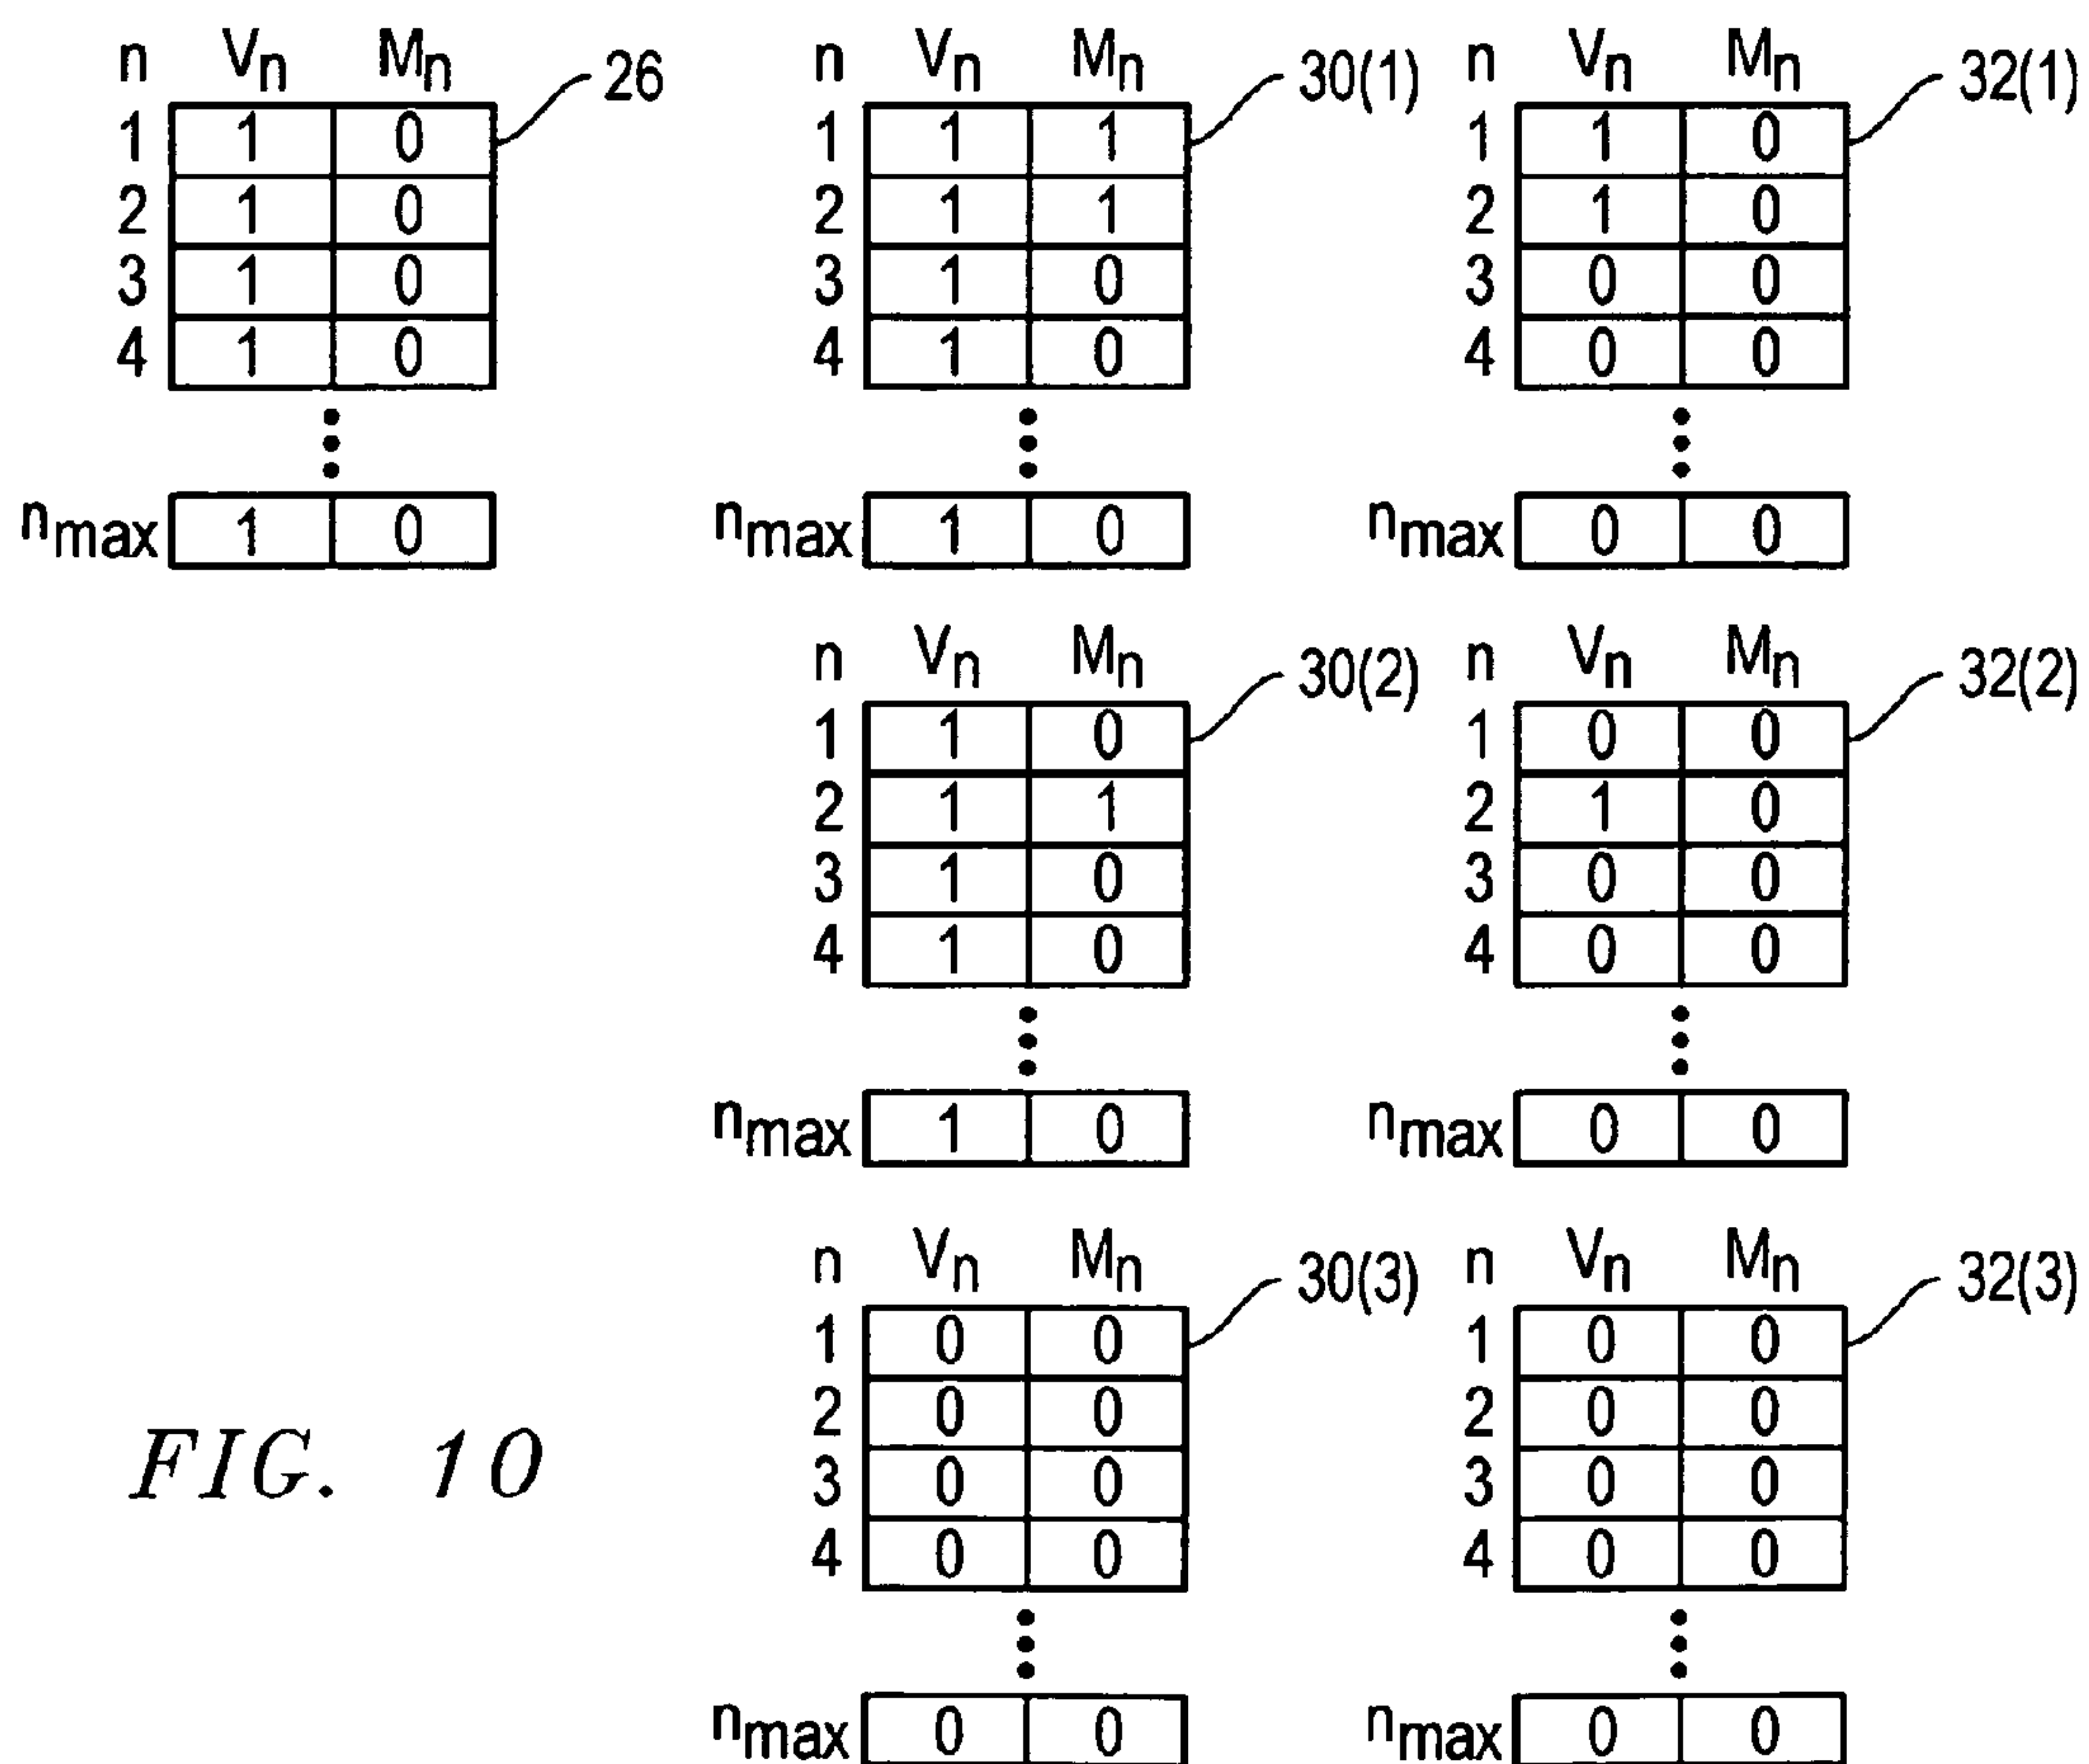 n Vn Mn 26 n Vn Mn 30(1) n Vn Mn 32(1)
1 1 0 1 1 1 1 1 0
2 1 0 2 1 1 2 1 0
3 1 0 3 1 0 3 0 0
4 1 0 4 1 0 4 0 0
nmax 1 0 nmax 1 0 nmax 0 0
n Vn Mn 30(2) n Vn Mn 32(2)
1 1 0 1 0 0
2 1 1 2 1 0
3 1 0 3 0 0
4 1 0 4 0 0
nmax 1 0 nmax 0 0
n Vn Mn 30(3) n Vn Mn 32(3)
1 0 0 1 0 0
2 0 0 2 0 0
3 0 0 3 0 0
4 0 0 4 0 0
nmax 0 0 nmax 0 0
FIG. 10